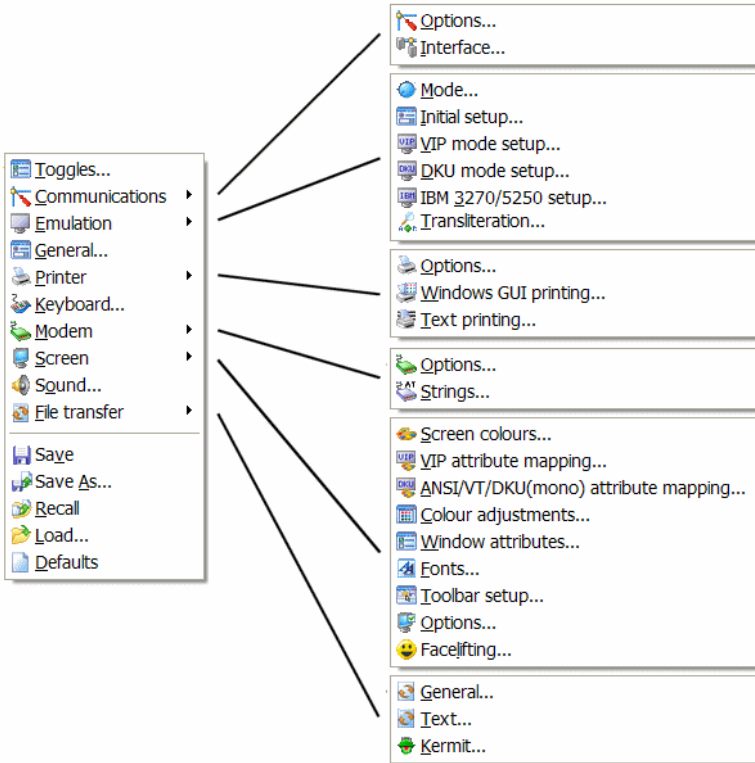 Toggles...
Communications
Emulation
General...
Printer
Keyboard...
Modem
Screen
Sound...
File transfer
Save
Save As...
Recall
Load...
Defaults
Options...
Interface...
Mode...
Initial setup...
VIP mode setup...
DKU mode setup...
IBM 3270/5250 setup...
Transliteration...
Options...
Windows GUI printing...
Text printing...
Options...
Strings...
Screen colours...
VIP attribute mapping...
ANSI/VT/DKU(mono) attribute mapping...
Colour adjustments...
Window attributes...
Fonts...
Toolbar setup...
Options...
Facelifting...
General...
Text...
Kermit...